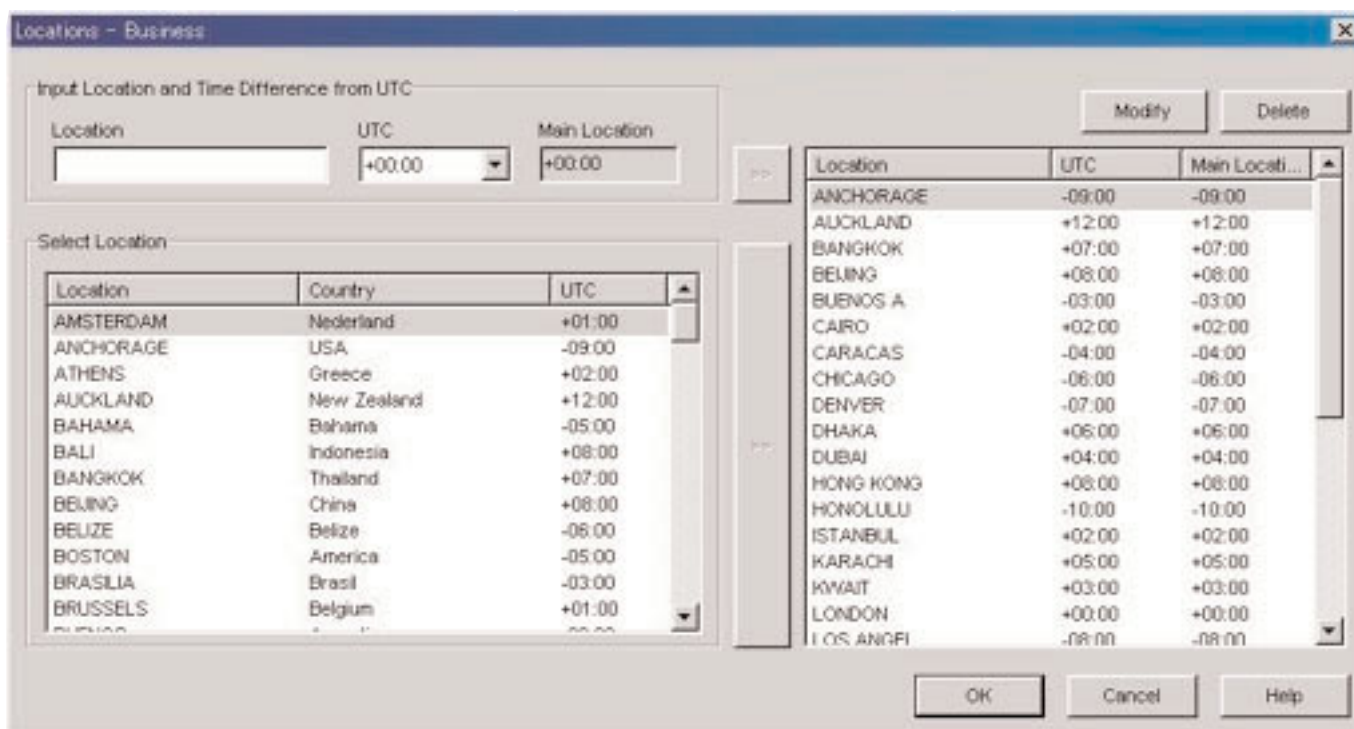 Locations - Business
Input Location and Time Difference from UTC
Location UTC Main Location
+00:00 +00:00
Select Location
Location Country UTC
AMSTERDAM Nederland +01:00
ANCHORAGE USA -09:00
ATHENS Greece +02:00
AUCKLAND New Zealand +12:00
BAHAMA Bahama -05:00
BALI Indonesia +08:00
BANGKOK Thailand +07:00
BEIJING China +08:00
BELIZE Belize -06:00
BOSTON America -05:00
BRASILIA Brasil -03:00
BRUSSELS Belgium +01:00
>>
>>
Modify Delete
Location UTC Main Locati...
ANCHORAGE -09:00 -09:00
AUCKLAND +12:00 +12:00
BANGKOK +07:00 +07:00
BEIJING +08:00 +08:00
BUENOS A -03:00 -03:00
CAIRO +02:00 +02:00
CARACAS -04:00 -04:00
CHICAGO -06:00 -06:00
DENVER -07:00 -07:00
DHAKA +06:00 +06:00
DUBAI +04:00 +04:00
HONG KONG +08:00 +08:00
HONOLULU -10:00 -10:00
ISTANBUL +02:00 +02:00
KARACHI +05:00 +05:00
KWAIT +03:00 +03:00
LONDON +00:00 +00:00
LOS ANGEL -08:00 -08:00
OK Cancel Help